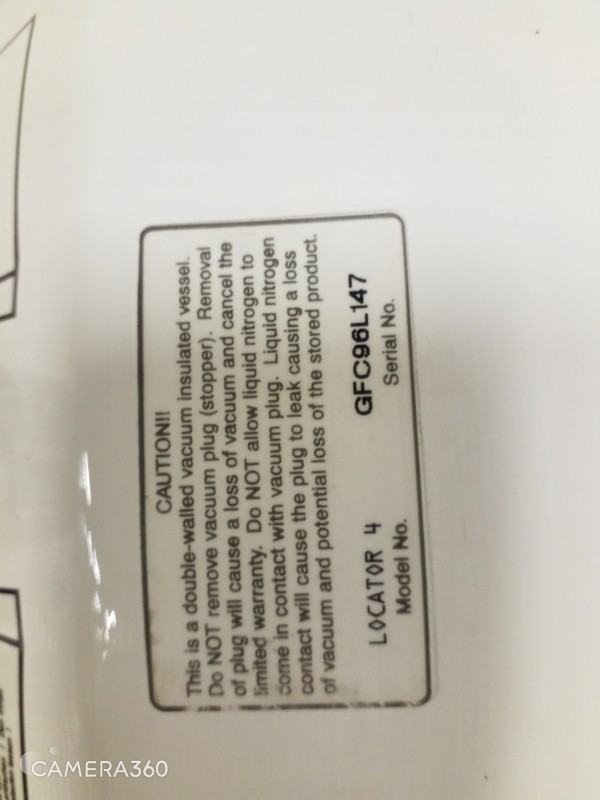 CAUTION!!
This is a double-walled vacuum insulated vessel.
Do NOT remove vacuum plug (stopper). Removal
of plug will cause a loss of vacuum and cancel the
limited warranty. Do NOT allow liquid nitrogen to
come in contact with vacuum plug. Liquid nitrogen
contact will cause the plug to leak causing a loss
of vacuum and potential loss of the stored product.
LOCATOR 4 GFC96L147
Model No. Serial No.
CAMERA360